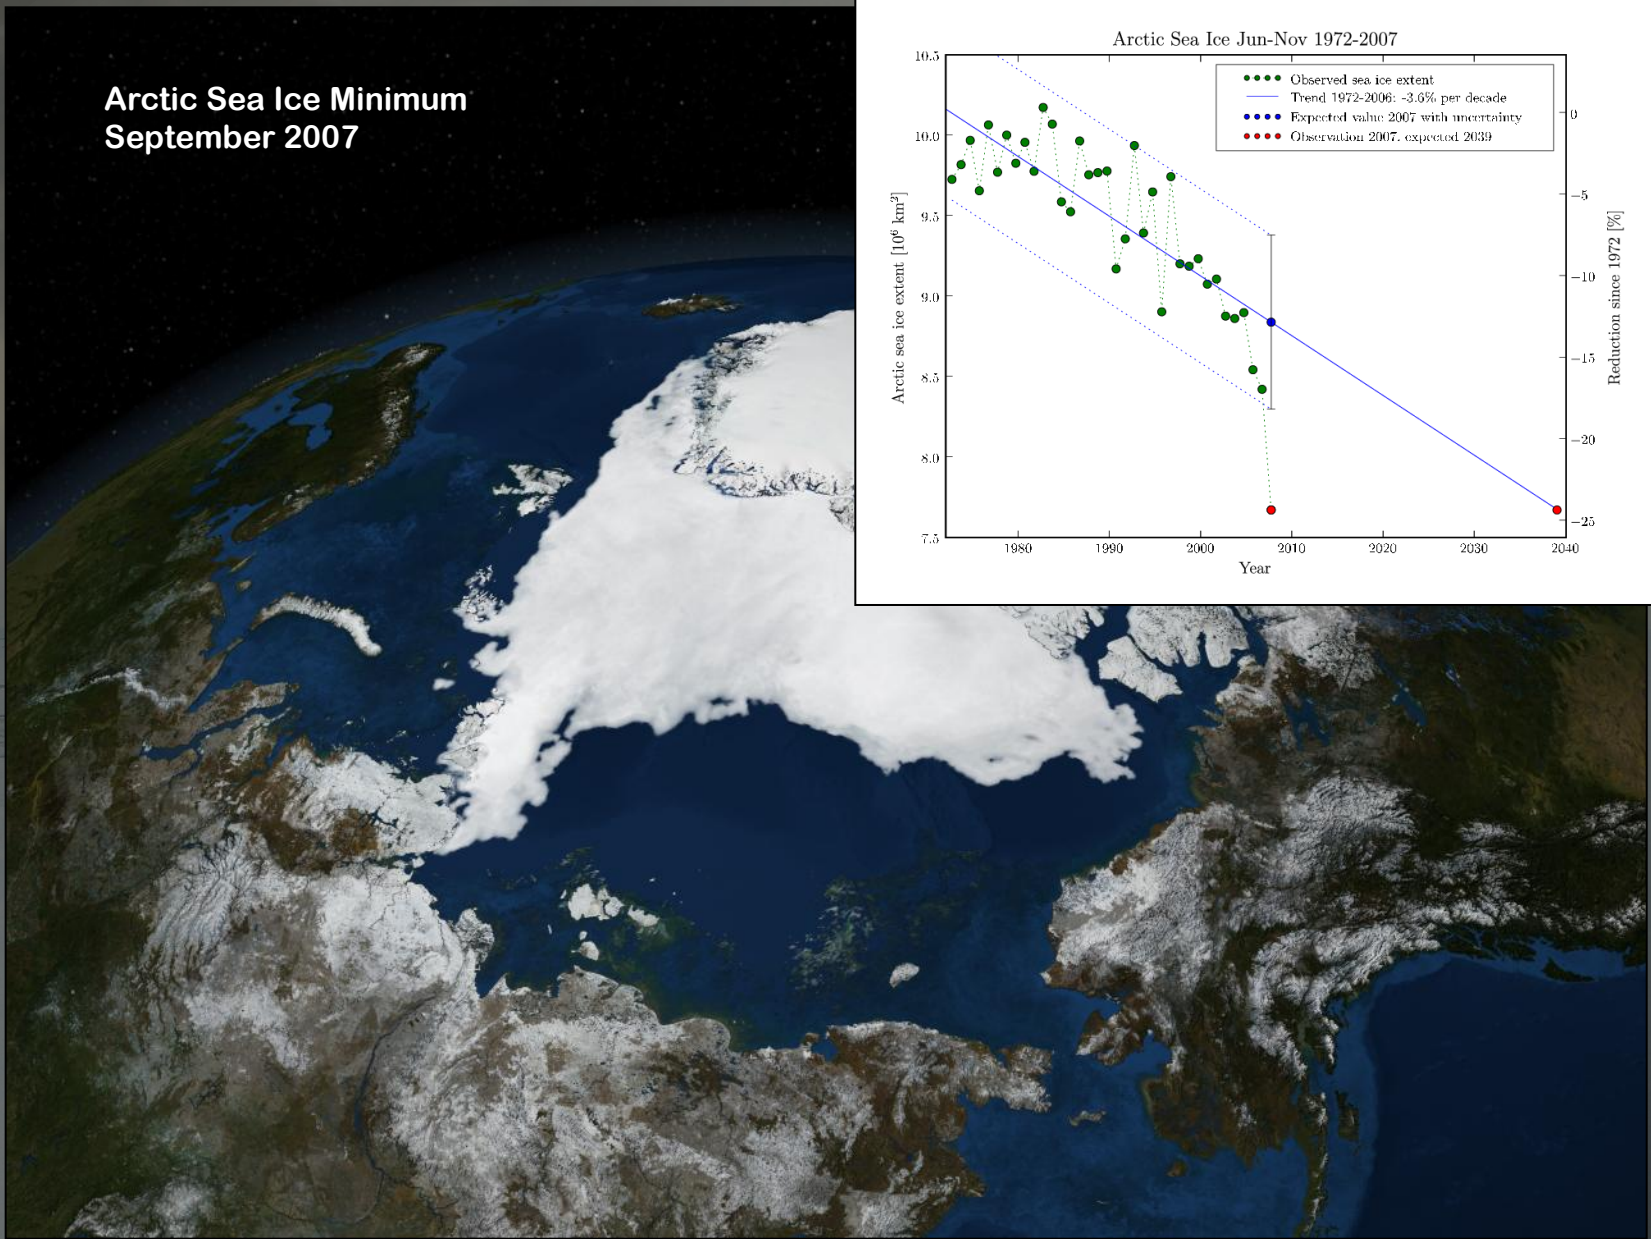 Arctic Sea Ice Minimum
September 2007
Arctic Sea Ice Jun-Nov 1972-2007
Observed sea ice extent
Trend 1972-2006: -3.6% per decade
Expected value 2007 with uncertainty
Observation 2007, expected 2039
Arctic sea ice extent [10⁶ km²]
10.5
10.0
9.5
9.0
8.5
8.0
7.5
Reduction since 1972 [%]
0
−5
−10
−15
−20
−25
1980 1990 2000 2010 2020 2030 2040
Year